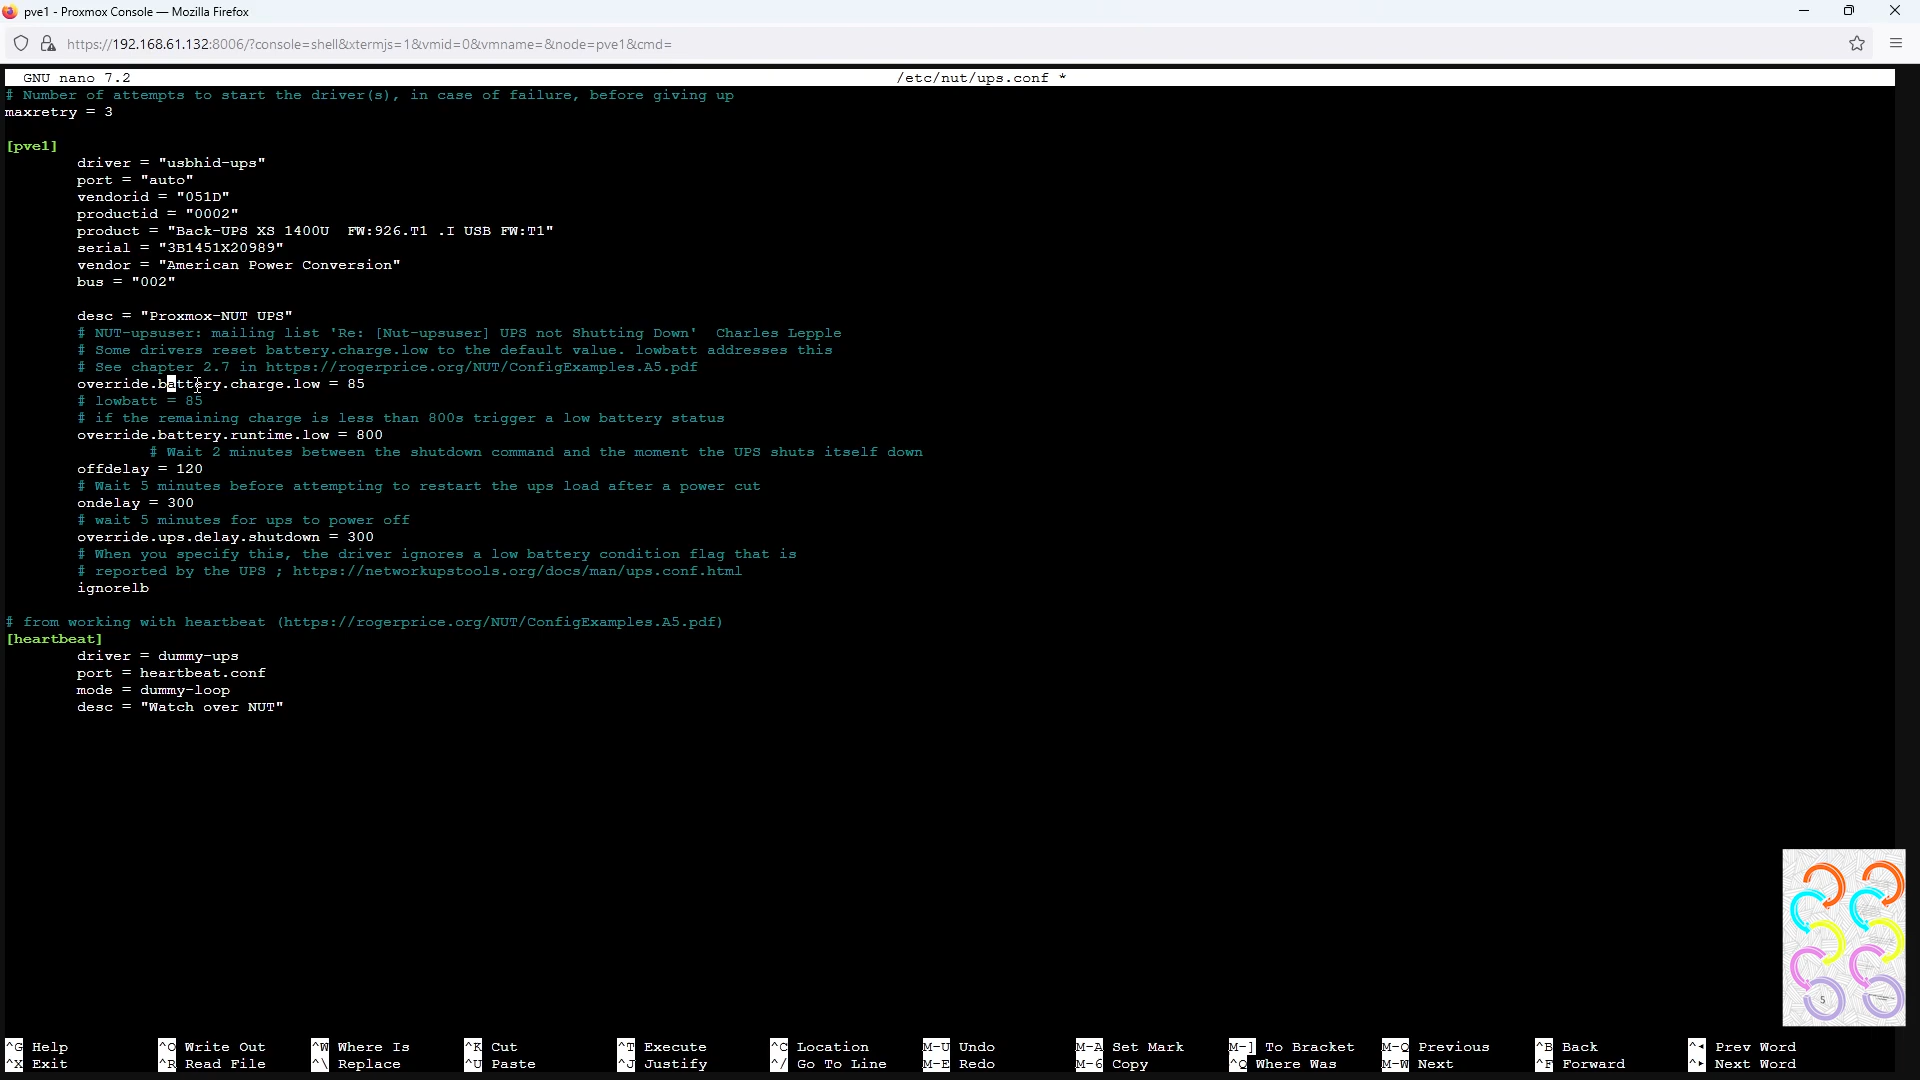 pve1 - Proxmox Console — Mozilla Firefox
https://192.168.61.132:8006/?console=shell&xtermjs=1&vmid=0&vmname=&node=pve1&cmd=
GNU nano 7.2 /etc/nut/ups.conf *
# Number of attempts to start the driver(s), in case of failure, before giving up
maxretry = 3
[pve1]
driver = "usbhid-ups"
port = "auto"
vendorid = "051D"
productid = "0002"
product = "Back-UPS XS 1400U  FW:926.T1 .I USB FW:T1"
serial = "3B1451X20989"
vendor = "American Power Conversion"
bus = "002"
desc = "Proxmox-NUT UPS"
# NUT-upsuser: mailing list 'Re: [Nut-upsuser] UPS not Shutting Down'  Charles Lepple
# Some drivers reset battery.charge.low to the default value. lowbatt addresses this
# See chapter 2.7 in https://rogerprice.org/NUT/ConfigExamples.A5.pdf
override.battery.charge.low = 85
# lowbatt = 85
# if the remaining charge is less than 800s trigger a low battery status
override.battery.runtime.low = 800
# Wait 2 minutes between the shutdown command and the moment the UPS shuts itself down
offdelay = 120
# Wait 5 minutes before attempting to restart the ups load after a power cut
ondelay = 300
# wait 5 minutes for ups to power off
override.ups.delay.shutdown = 300
# When you specify this, the driver ignores a low battery condition flag that is
# reported by the UPS ; https://networkupstools.org/docs/man/ups.conf.html
ignorelb
# from working with heartbeat (https://rogerprice.org/NUT/ConfigExamples.A5.pdf)
[heartbeat]
driver = dummy-ups
port = heartbeat.conf
mode = dummy-loop
desc = "Watch over NUT"
5
^G Help ^O Write Out ^W Where Is ^K Cut ^T Execute ^C Location M-U Undo M-A Set Mark M-] To Bracket M-Q Previous ^B Back ^◂ Prev Word
^X Exit ^R Read File ^\ Replace ^U Paste ^J Justify ^/ Go To Line M-E Redo M-6 Copy ^Q Where Was M-W Next ^F Forward ^▸ Next Word